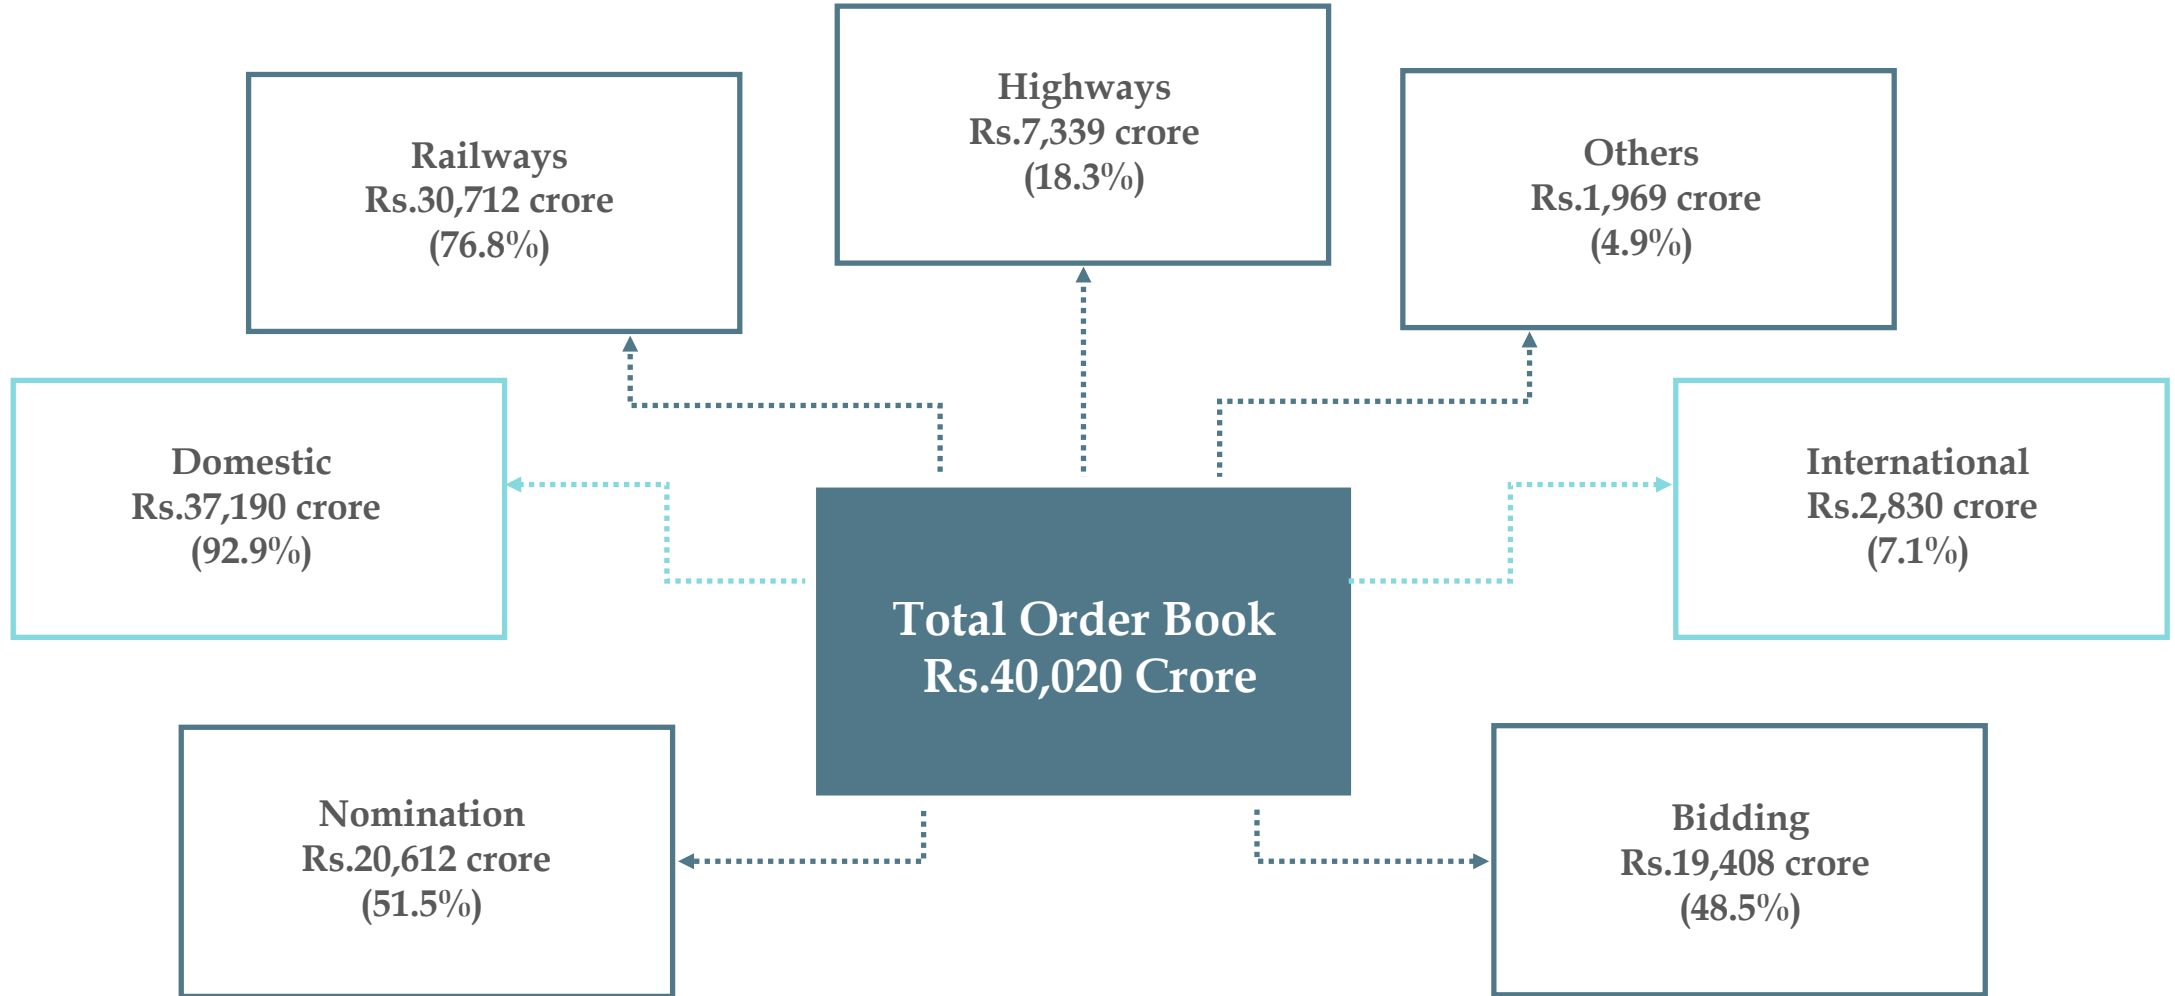 Highways
Rs.7,339 crore
(18.3%)
Railways
Rs.30,712 crore
(76.8%)
Others
Rs.1,969 crore
(4.9%)
Domestic
Rs.37,190 crore
(92.9%)
International
Rs.2,830 crore
(7.1%)
Total Order Book
Rs.40,020 Crore
Nomination
Rs.20,612 crore
(51.5%)
Bidding
Rs.19,408 crore
(48.5%)